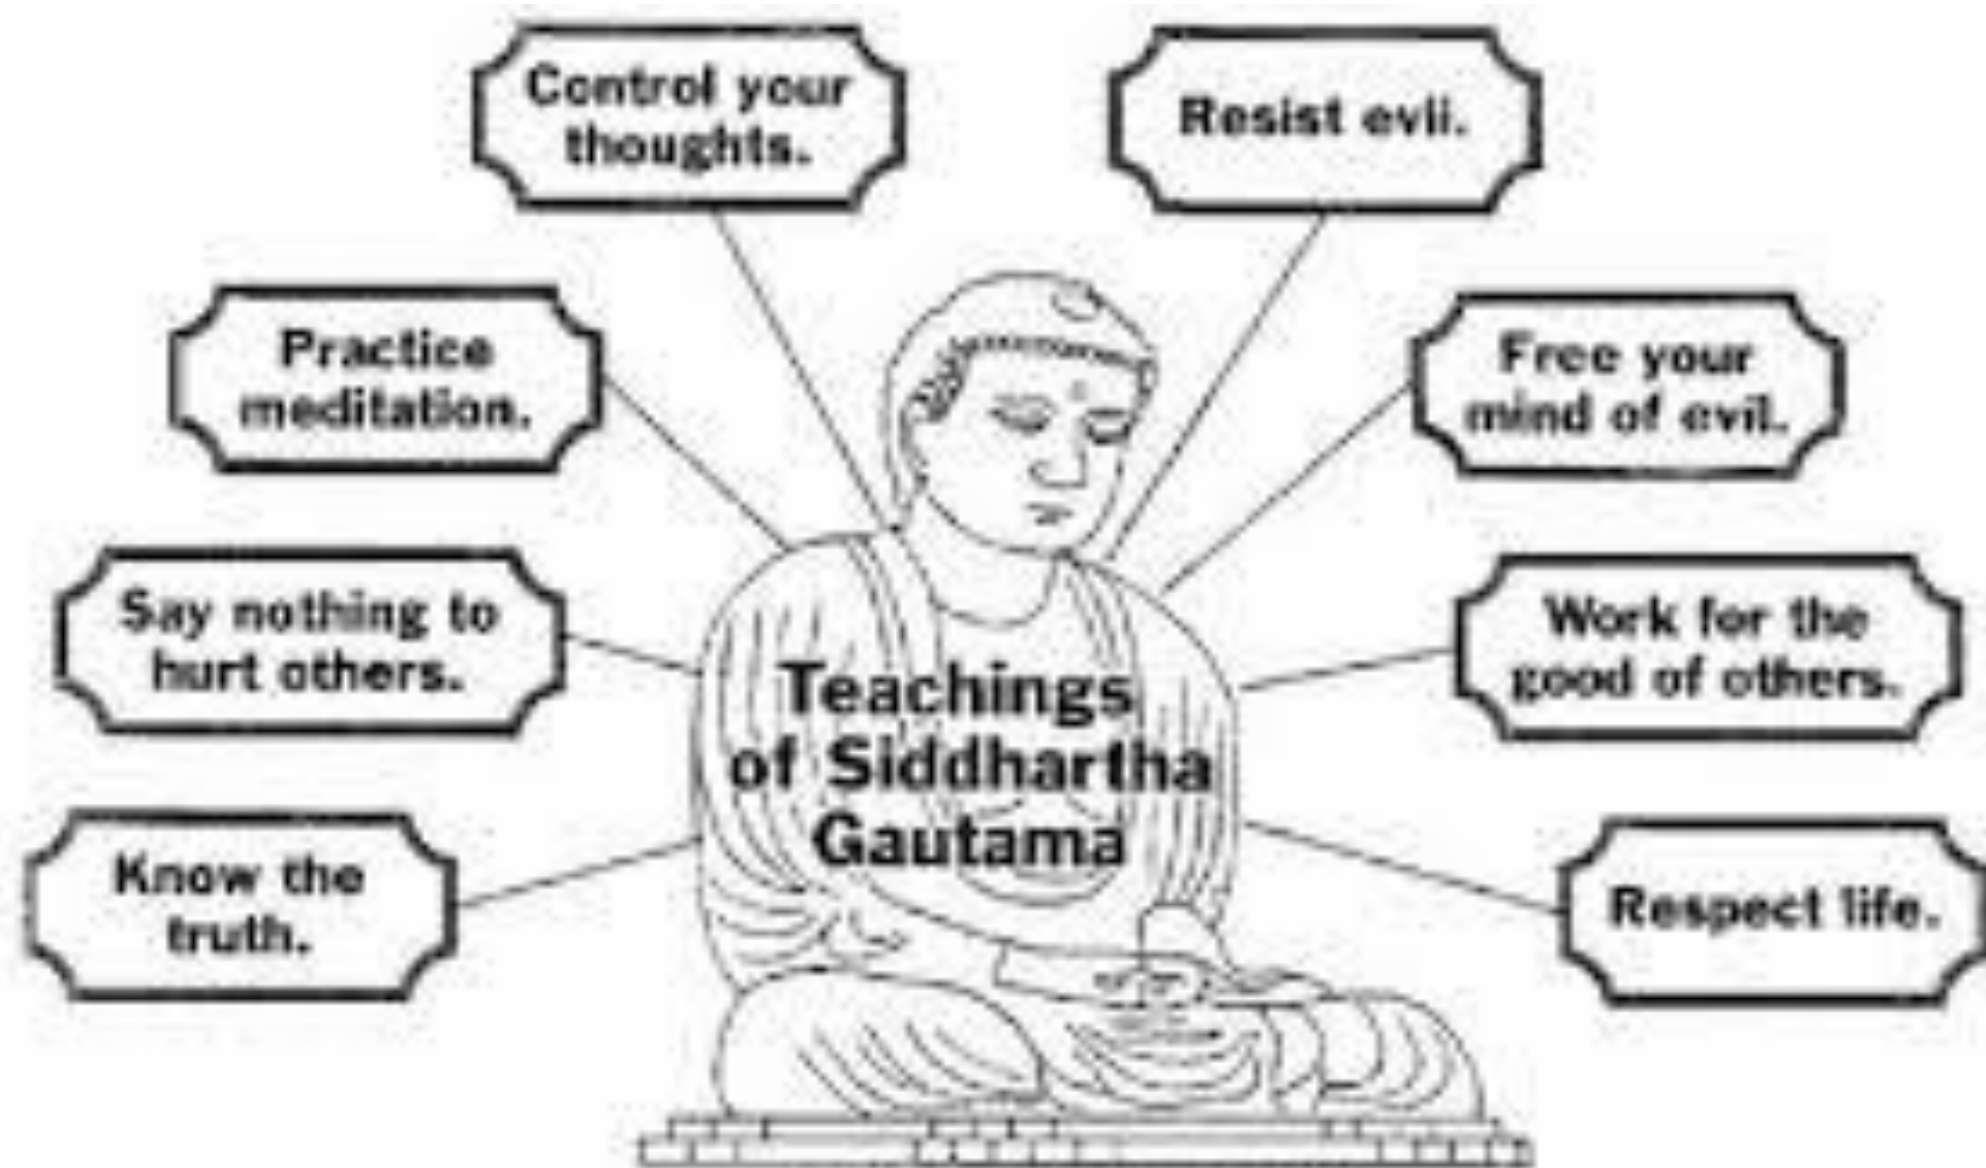 Control your
thoughts.
Resist evil.
Practice
meditation.
Free your
mind of evil.
Say nothing to
hurt others.
Work for the
good of others.
Teachings
of Siddhartha
Gautama
Know the
truth.
Respect life.